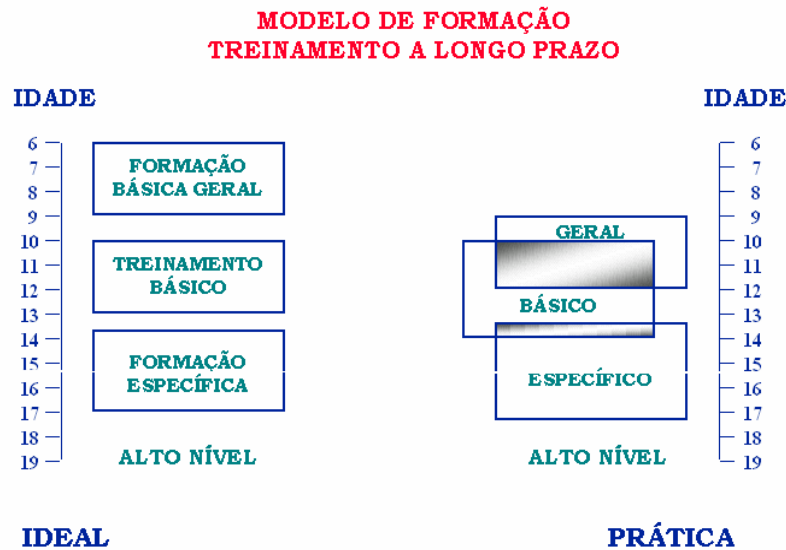 MODELO DE FORMAÇÃO
TREINAMENTO A LONGO PRAZO
IDADE
6
7
8
9
10
11
12
13
14
15
16
17
18
19
FORMAÇÃO
BÁSICA GERAL
TREINAMENTO
BÁSICO
FORMAÇÃO
ESPECÍFICA
ALTO NÍVEL
IDEAL
IDADE
GERAL
BÁSICO
ESPECÍFICO
ALTO NÍVEL
6
7
8
9
10
11
12
13
14
15
16
17
18
19
PRÁTICA